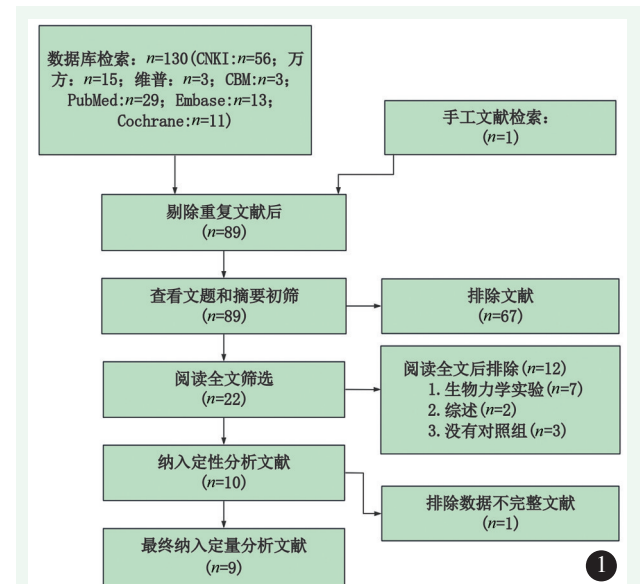 数据库检索：n=130(CNKI:n=56；万
方：n=15；维普：n=3；CBM:n=3；
PubMed:n=29；Embase:n=13；
Cochrane:n=11)
手工文献检索：
(n=1)
剔除重复文献后
(n=89)
查看文题和摘要初筛
(n=89)
排除文献
(n=67)
阅读全文筛选
(n=22)
阅读全文后排除(n=12)
1.生物力学实验(n=7)
2.综述(n=2)
3.没有对照组(n=3)
纳入定性分析文献
(n=10)
排除数据不完整文献
(n=1)
最终纳入定量分析文献
(n=9)
1